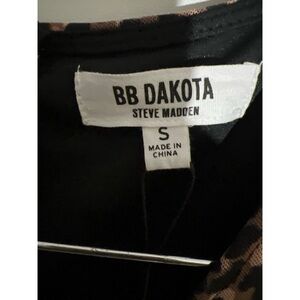 BB DAKOTA
STEVE MADDEN
S
MADE IN
CHINA